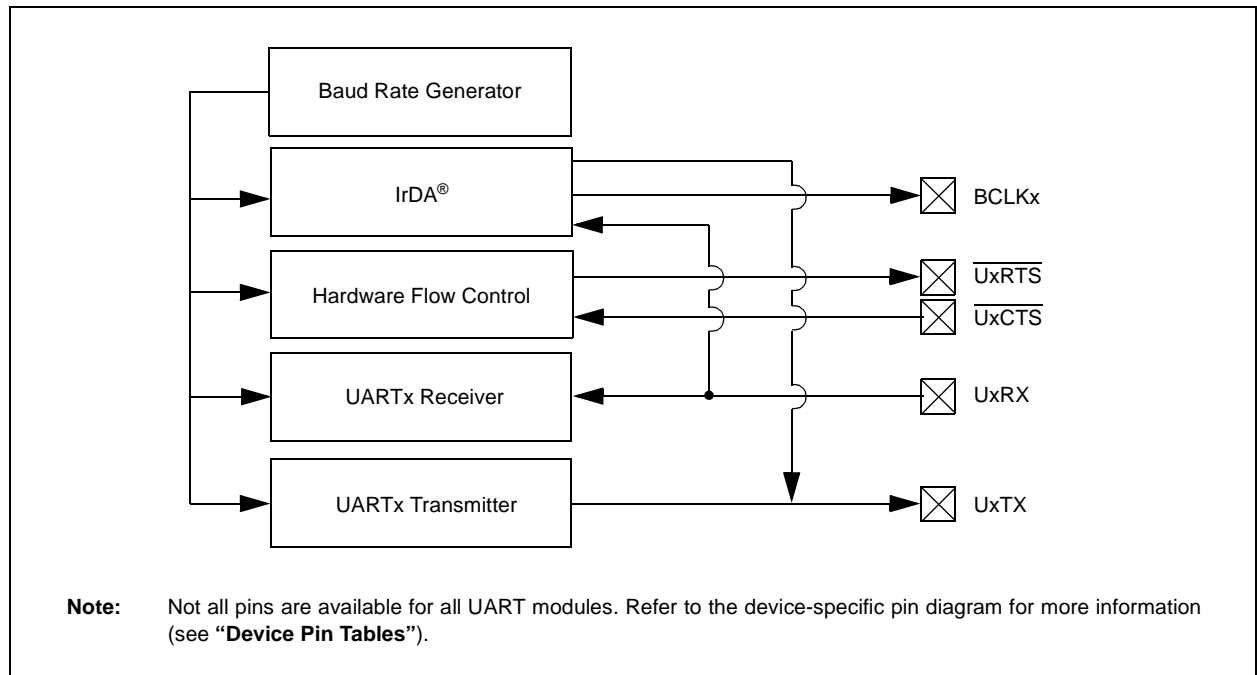 Baud Rate Generator
IrDA®
BCLKx
Hardware Flow Control
UxRTS
UxCTS
UARTx Receiver
UxRX
UARTx Transmitter
UxTX
Note: Not all pins are available for all UART modules. Refer to the device-specific pin diagram for more information
(see “Device Pin Tables”).